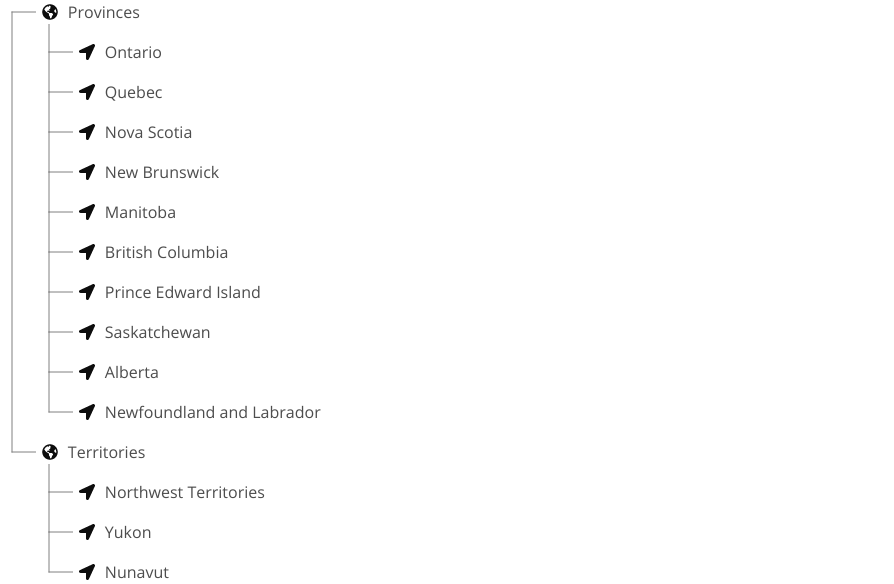 Provinces
Ontario
Quebec
Nova Scotia
New Brunswick
Manitoba
British Columbia
Prince Edward Island
Saskatchewan
Alberta
Newfoundland and Labrador
Territories
Northwest Territories
Yukon
Nunavut